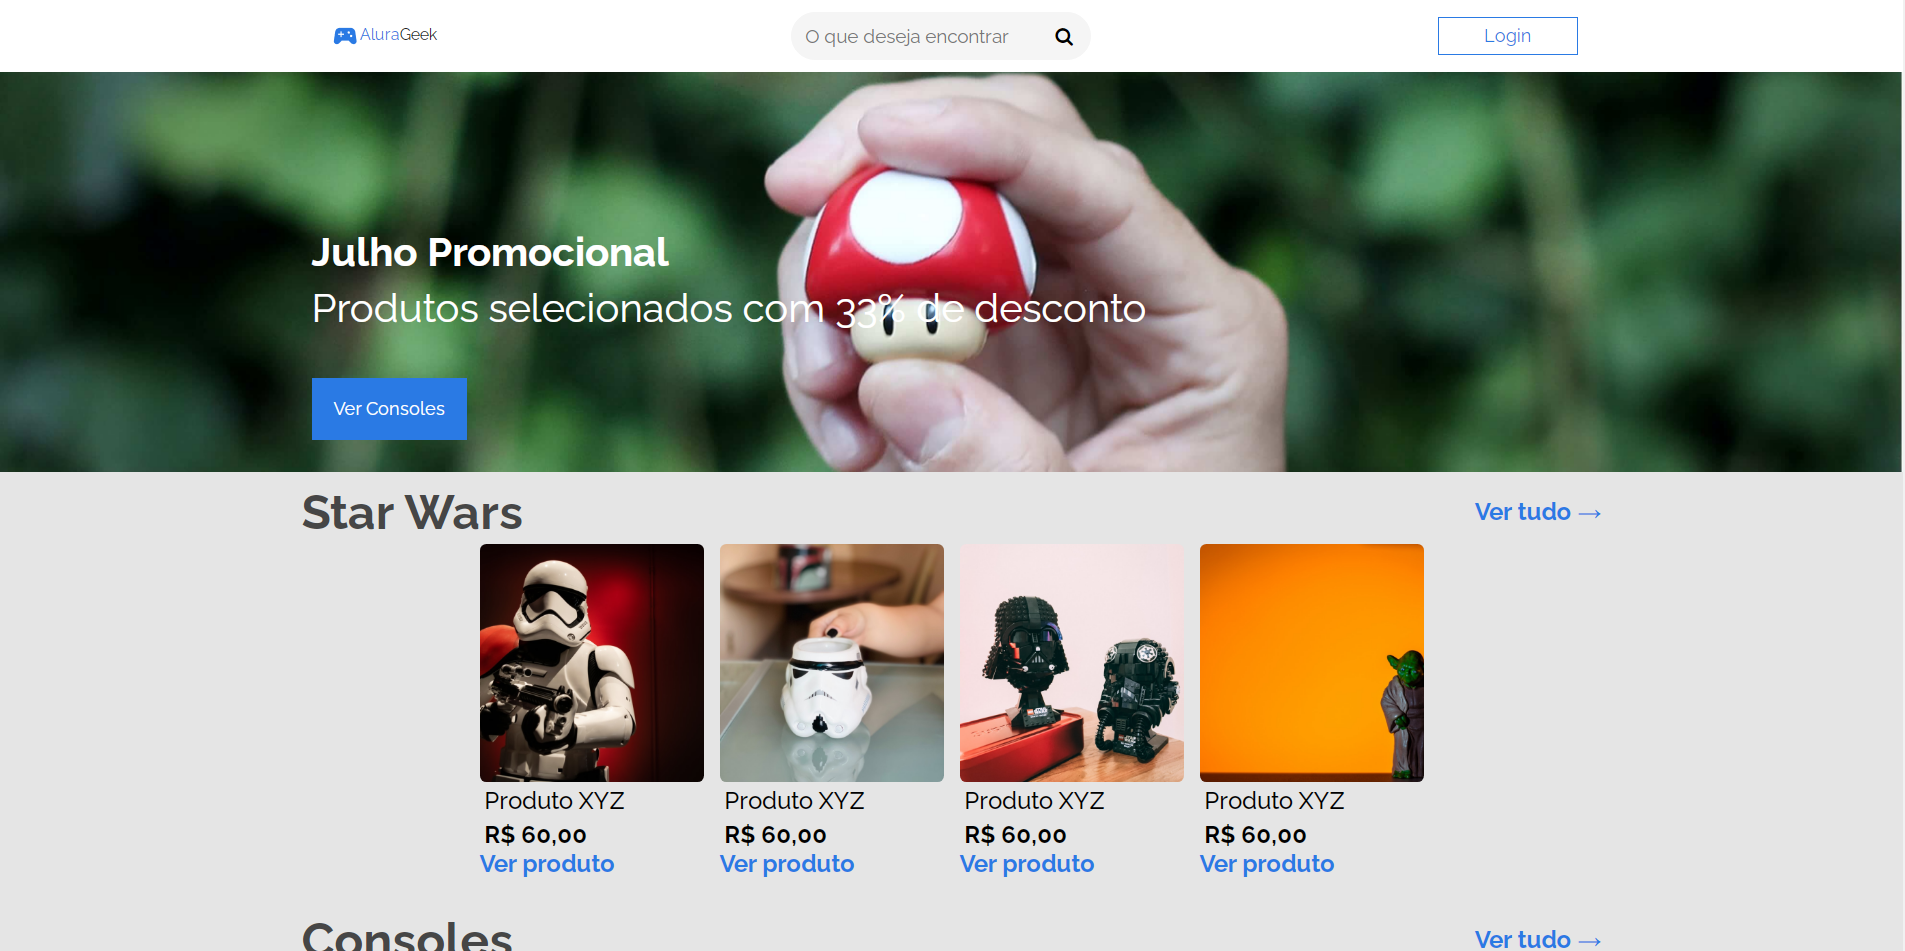 AluraGeek
O que deseja encontrar
Login
Julho Promocional
Produtos selecionados com 33% de desconto
Ver Consoles
Star Wars
Ver tudo →
Produto XYZ
R$ 60,00
Ver produto
Produto XYZ
R$ 60,00
Ver produto
Produto XYZ
R$ 60,00
Ver produto
Produto XYZ
R$ 60,00
Ver produto
Consoles
Ver tudo →